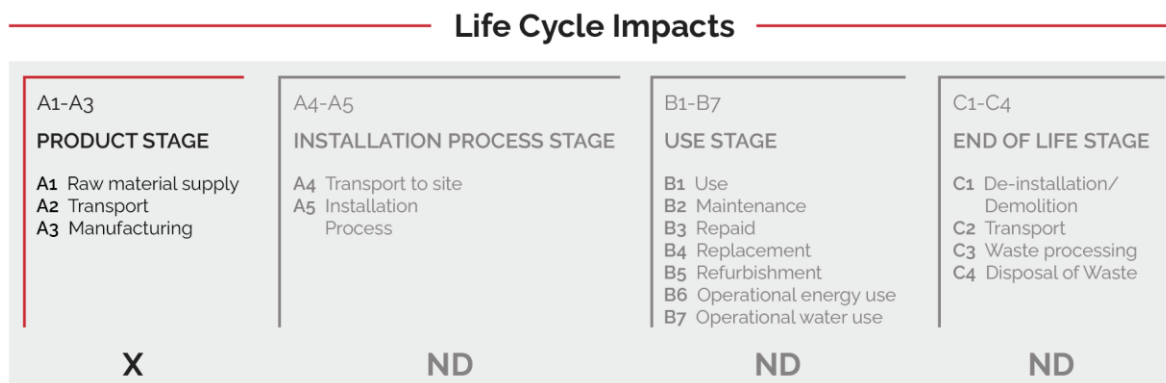 Life Cycle Impacts
A1-A3
PRODUCT STAGE
A1 Raw material supply
A2 Transport
A3 Manufacturing
X
A4-A5
INSTALLATION PROCESS STAGE
A4 Transport to site
A5 Installation
Process
ND
B1-B7
USE STAGE
B1 Use
B2 Maintenance
B3 Repaid
B4 Replacement
B5 Refurbishment
B6 Operational energy use
B7 Operational water use
ND
C1-C4
END OF LIFE STAGE
C1 De-installation/
Demolition
C2 Transport
C3 Waste processing
C4 Disposal of Waste
ND